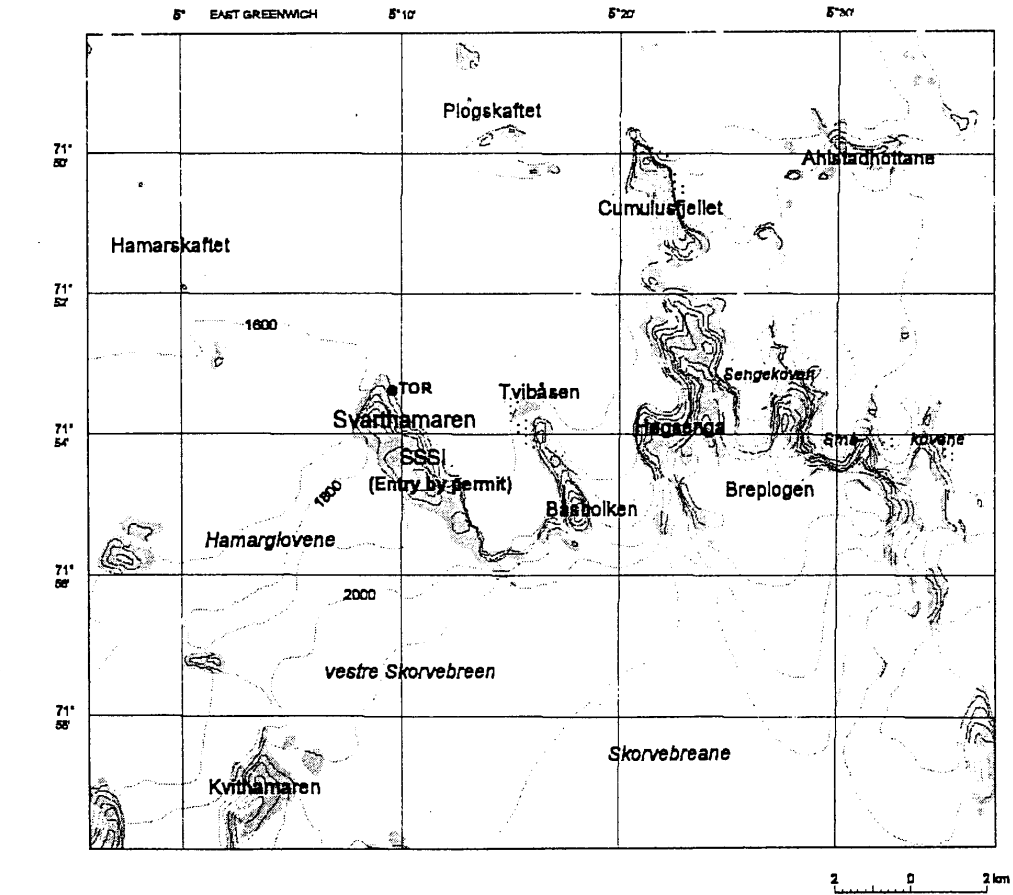 5° EAST GREENWICH 5°10' 5°20' 5°30'
Plogskaftet
71°
50'
Ahlstadhottane
Cumulusfjellet
Hamarskaftet
71°
52'
1600
Sengekoven
TOR
Tvibåsen
Svarthamaren
71°
54'
Høgsenga
Små kovene
SSSI
(Entry by permit)
1800
Breplogen
Båsbolken
Hamarglovene
71°
56'
2000
vestre Skorvebreen
71°
58'
Skorvebreane
Kvithamaren
2 0 2 km